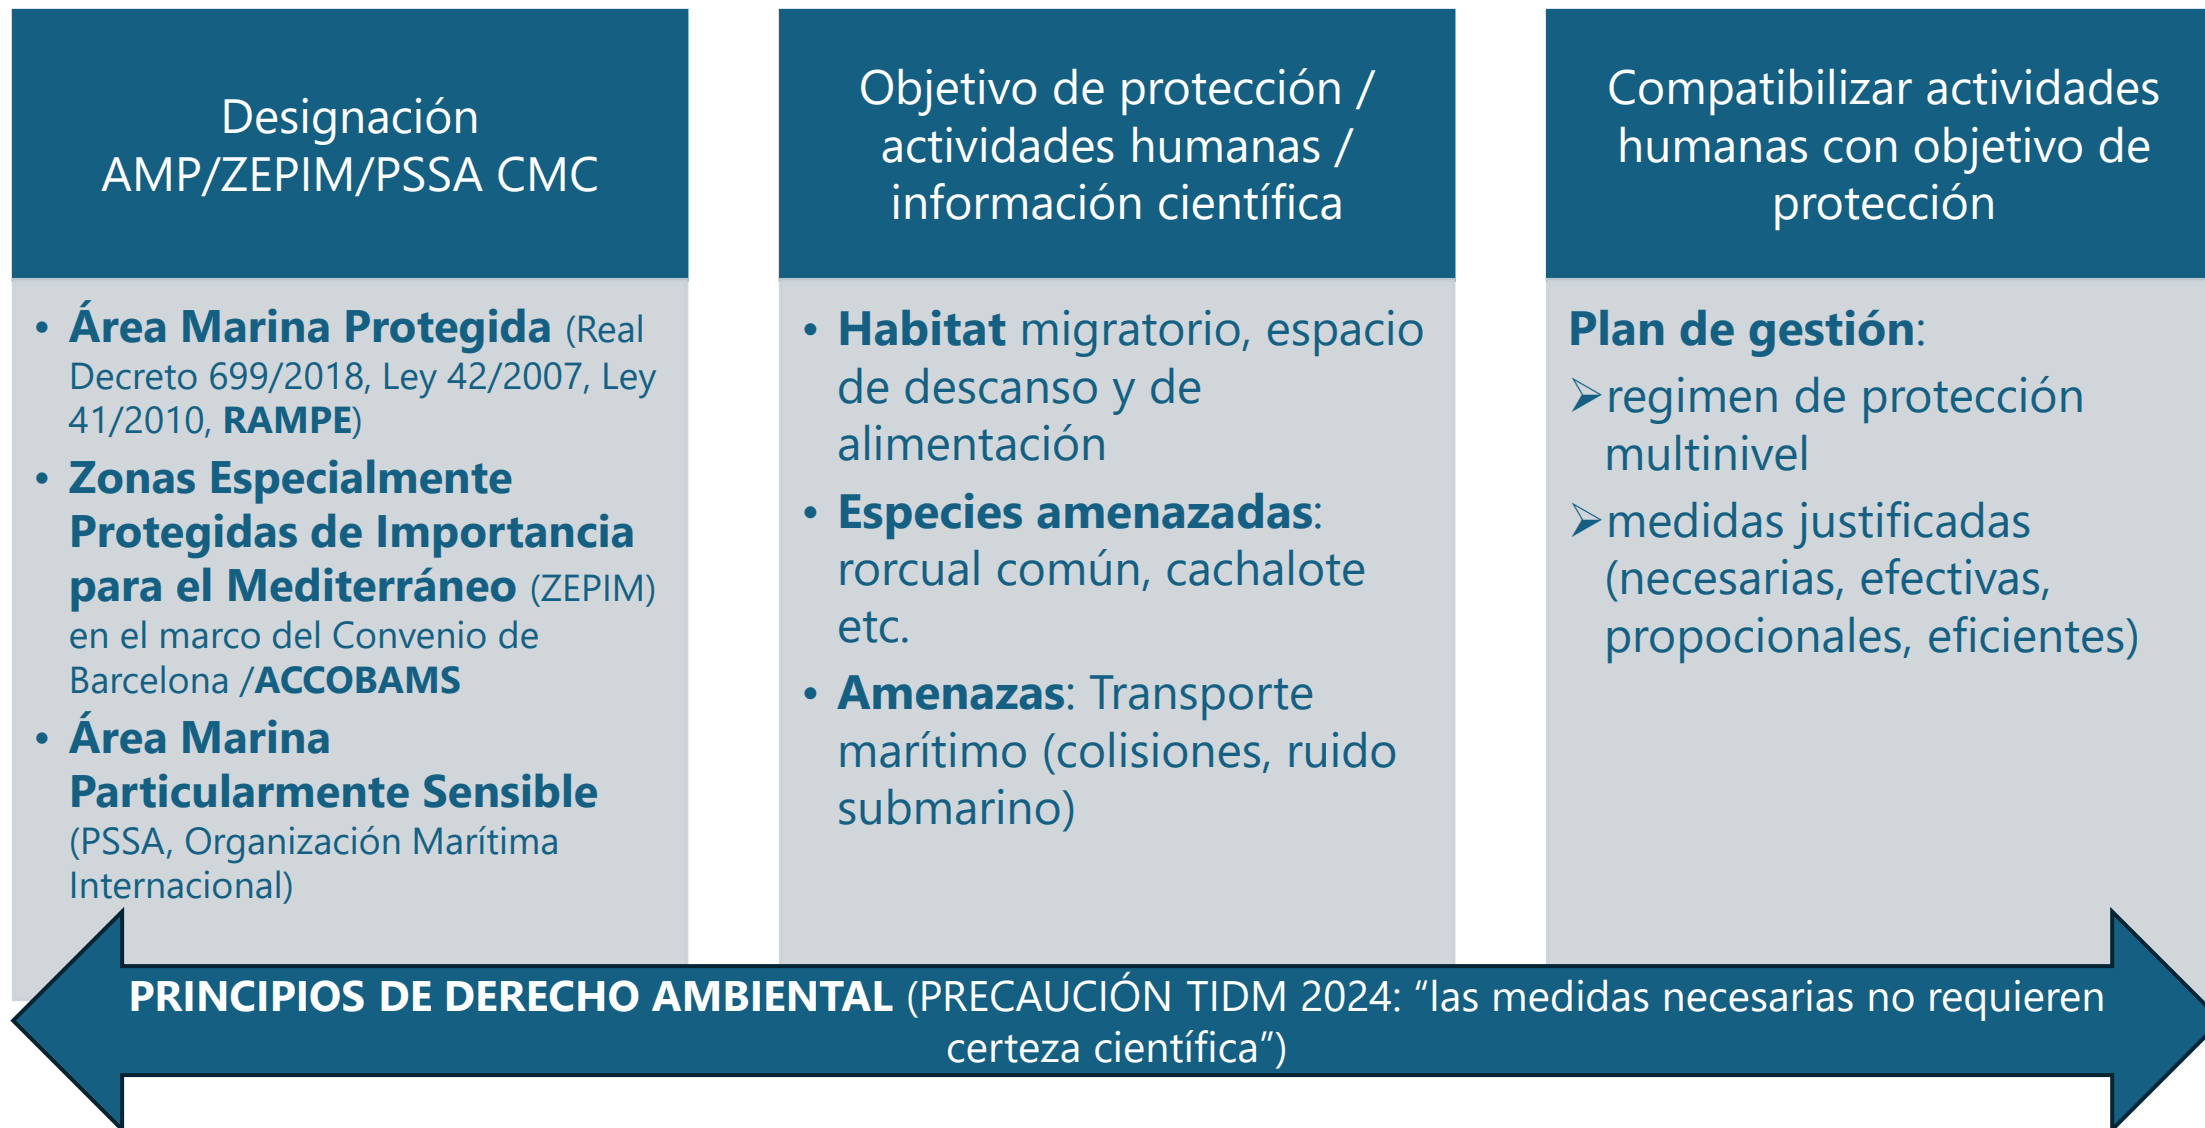 Designación
AMP/ZEPIM/PSSA CMC
• Área Marina Protegida (Real
Decreto 699/2018, Ley 42/2007, Ley
41/2010, RAMPE)
• Zonas Especialmente
Protegidas de Importancia
para el Mediterráneo (ZEPIM)
en el marco del Convenio de
Barcelona /ACCOBAMS
• Área Marina
Particularmente Sensible
(PSSA, Organización Marítima
Internacional)
Objetivo de protección /
actividades humanas /
información científica
• Habitat migratorio, espacio
de descanso y de
alimentación
• Especies amenazadas:
rorcual común, cachalote
etc.
• Amenazas: Transporte
marítimo (colisiones, ruido
submarino)
Compatibilizar actividades
humanas con objetivo de
protección
Plan de gestión:
➢regimen de protección
multinivel
➢medidas justificadas
(necesarias, efectivas,
propocionales, eficientes)
PRINCIPIOS DE DERECHO AMBIENTAL (PRECAUCIÓN TIDM 2024: “las medidas necesarias no requieren
certeza científica”)